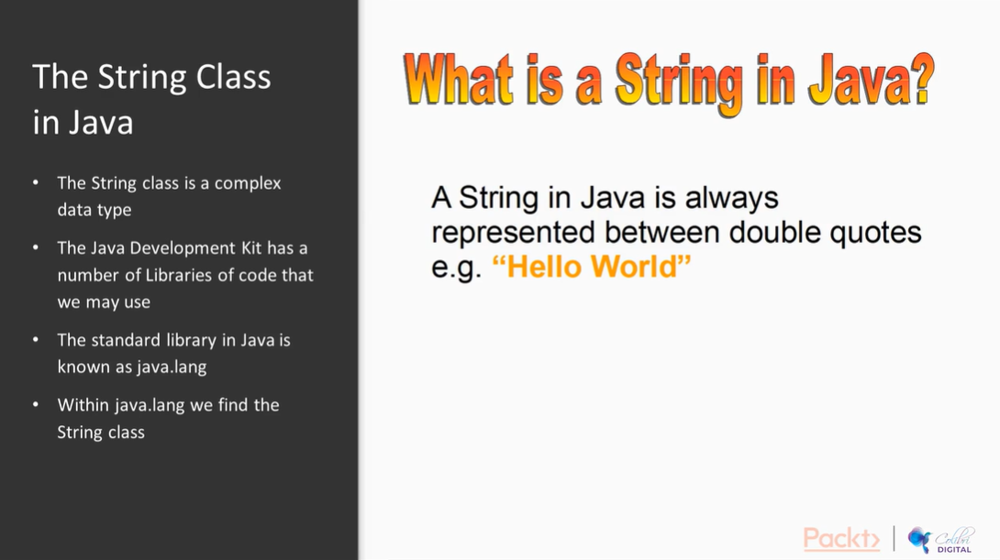 The String Class
in Java
• The String class is a complex
data type
• The Java Development Kit has a
number of Libraries of code that
we may use
• The standard library in Java is
known as java.lang
• Within java.lang we find the
String class
What is a String in Java?
A String in Java is always
represented between double quotes
e.g. “Hello World”
Packt>
Colibri
DIGITAL